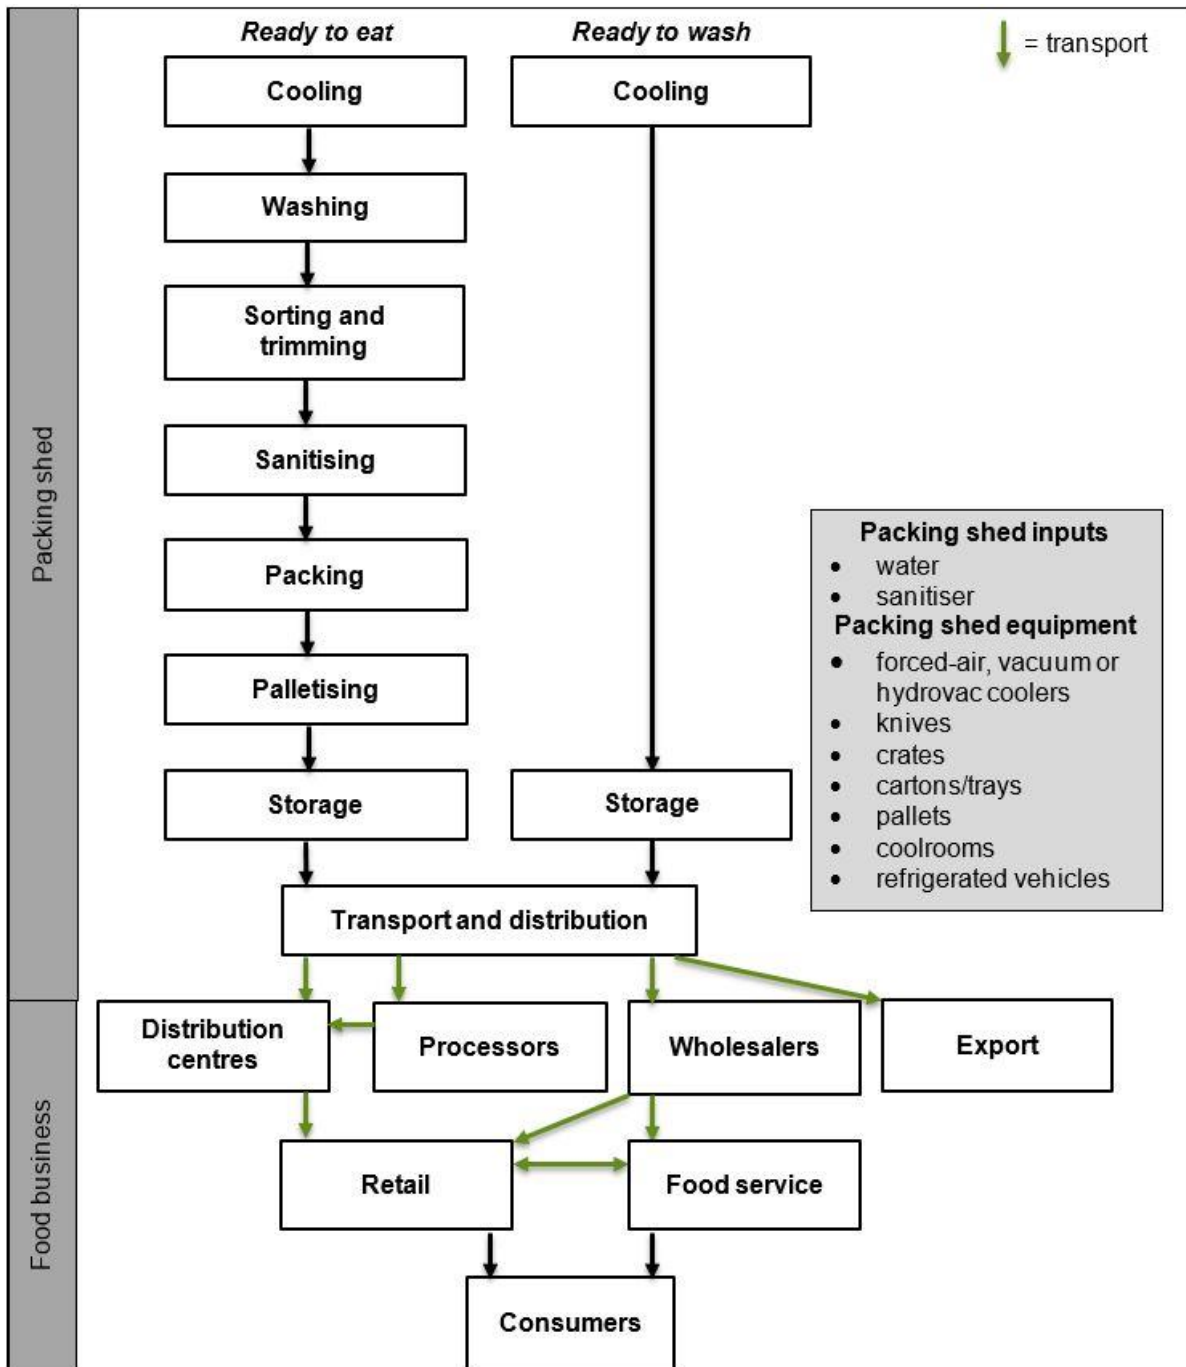 Ready to eat
Ready to wash
= transport
Cooling
Cooling
Washing
Sorting and
trimming
Sanitising
Packing
Palletising
Storage
Storage
Transport and distribution
Packing shed
Packing shed inputs
• water
• sanitiser
Packing shed equipment
• forced-air, vacuum or
hydrovac coolers
• knives
• crates
• cartons/trays
• pallets
• coolrooms
• refrigerated vehicles
Food business
Distribution
centres
Processors
Wholesalers
Export
Retail
Food service
Consumers